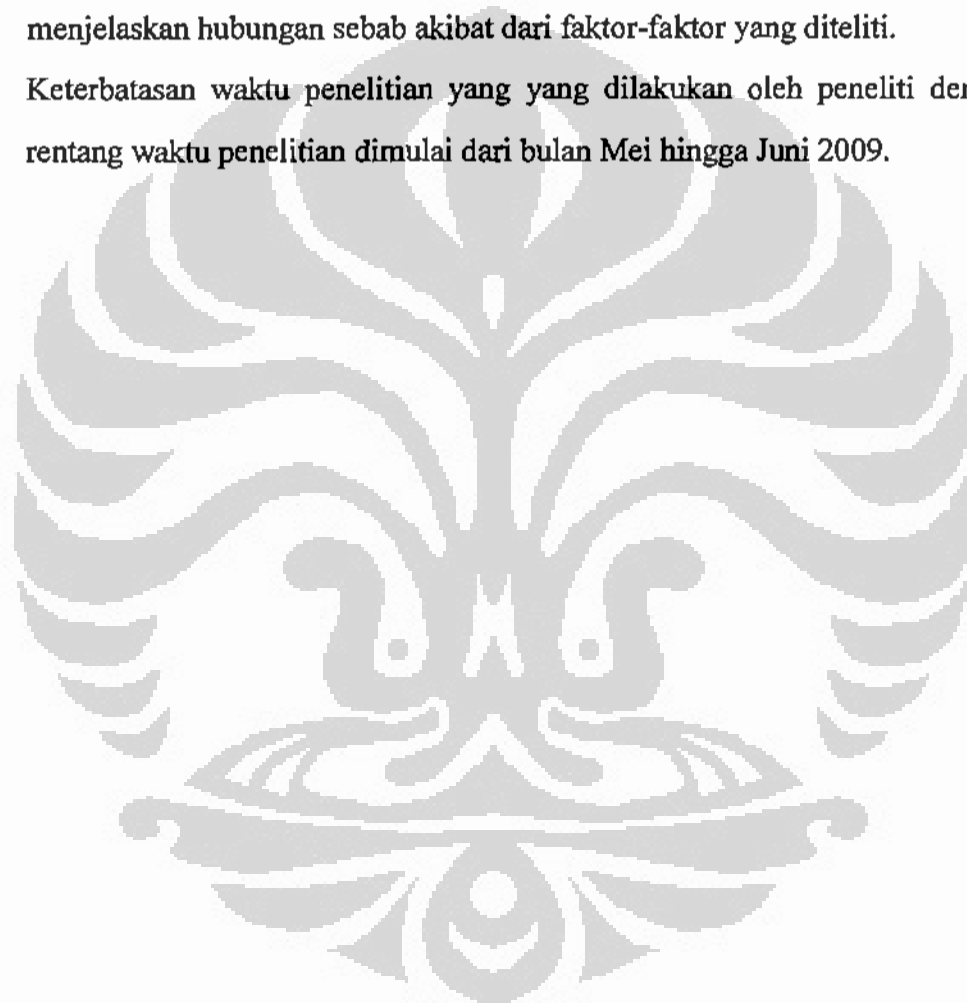 menjelaskan hubungan sebab akibat dari faktor-faktor yang diteliti.
Keterbatasan waktu penelitian yang yang dilakukan oleh peneliti
rentang waktu penelitian dimulai dari bulan Mei hingga Juni 2009.